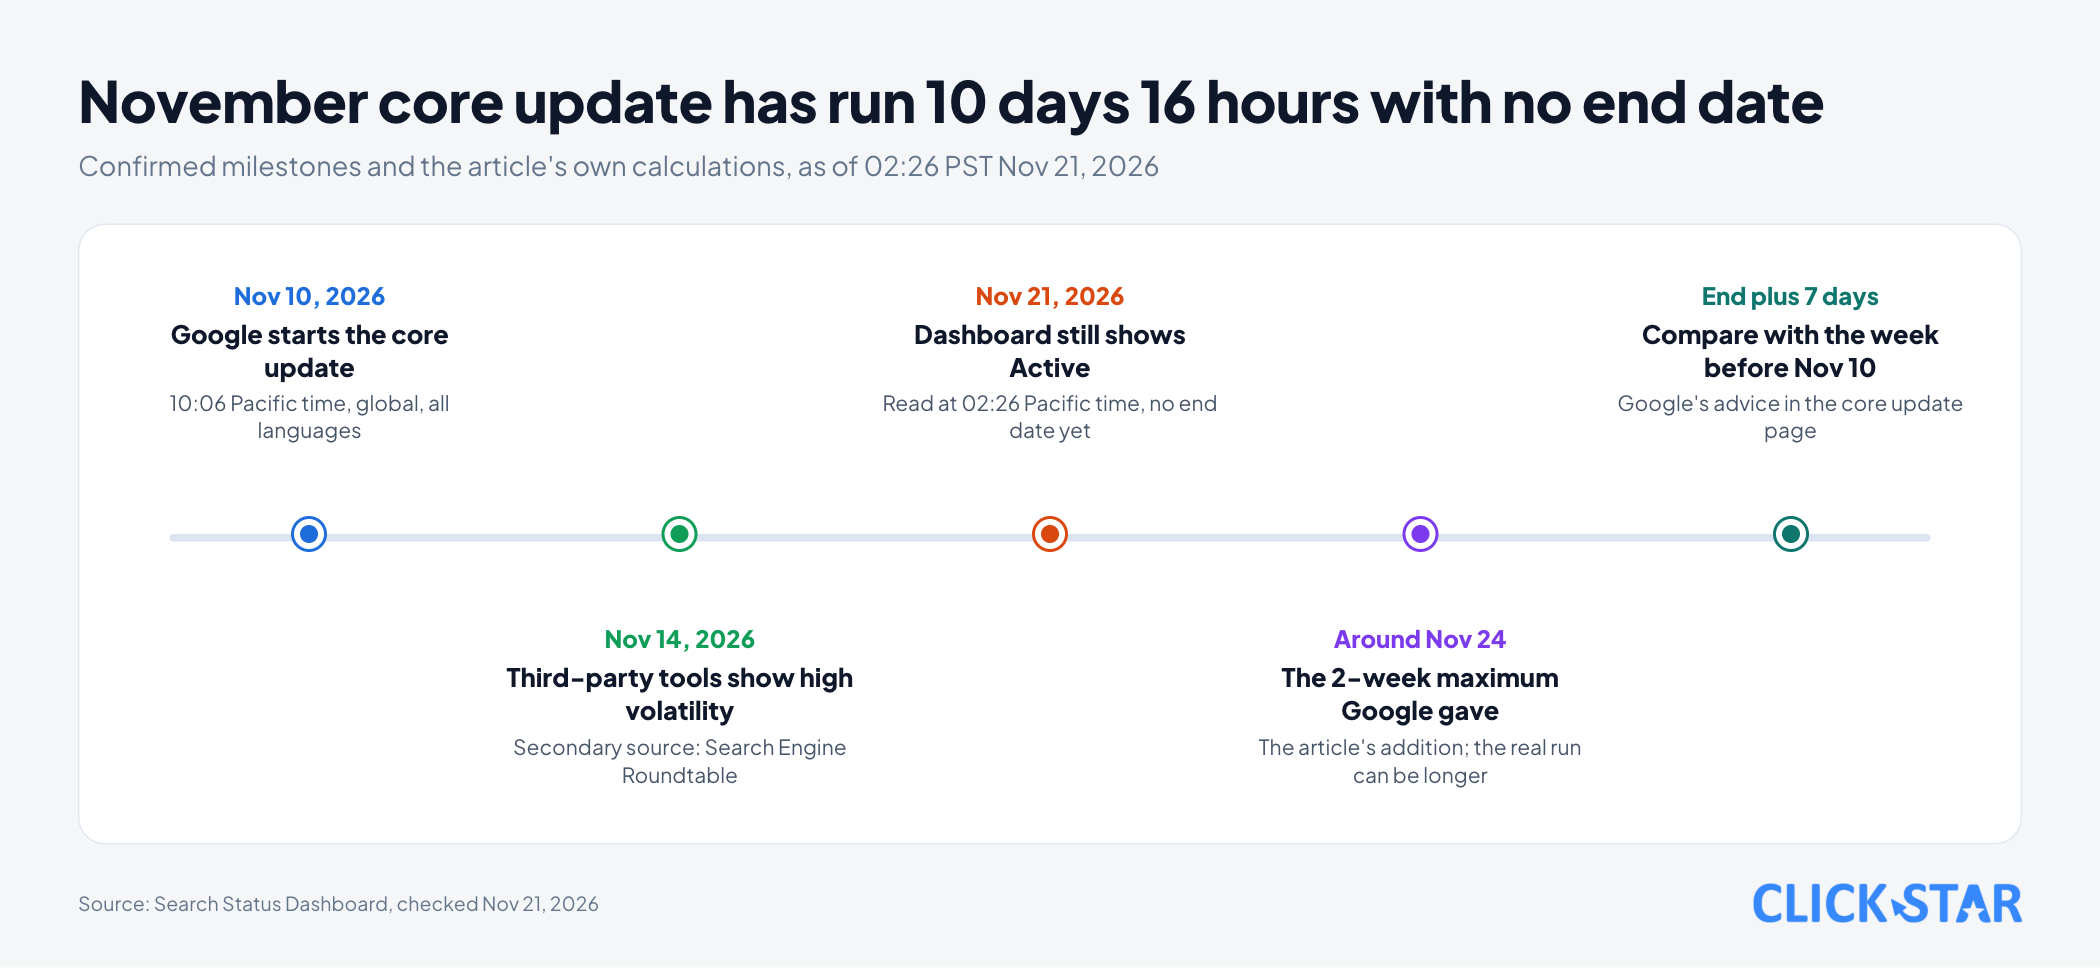 November core update has run 10 days 16 hours with no end date
Confirmed milestones and the article's own calculations, as of 02:26 PST Nov 21, 2026
Nov 10, 2026
Google starts the core
update
10:06 Pacific time, global, all
languages
Nov 14, 2026
Third-party tools show high
volatility
Secondary source: Search Engine
Roundtable
Nov 21, 2026
Dashboard still shows
Active
Read at 02:26 Pacific time, no end
date yet
Around Nov 24
The 2-week maximum
Google gave
The article's addition; the real run
can be longer
End plus 7 days
Compare with the week
before Nov 10
Google's advice in the core update
page
Source: Search Status Dashboard, checked Nov 21, 2026
CLICKSTAR